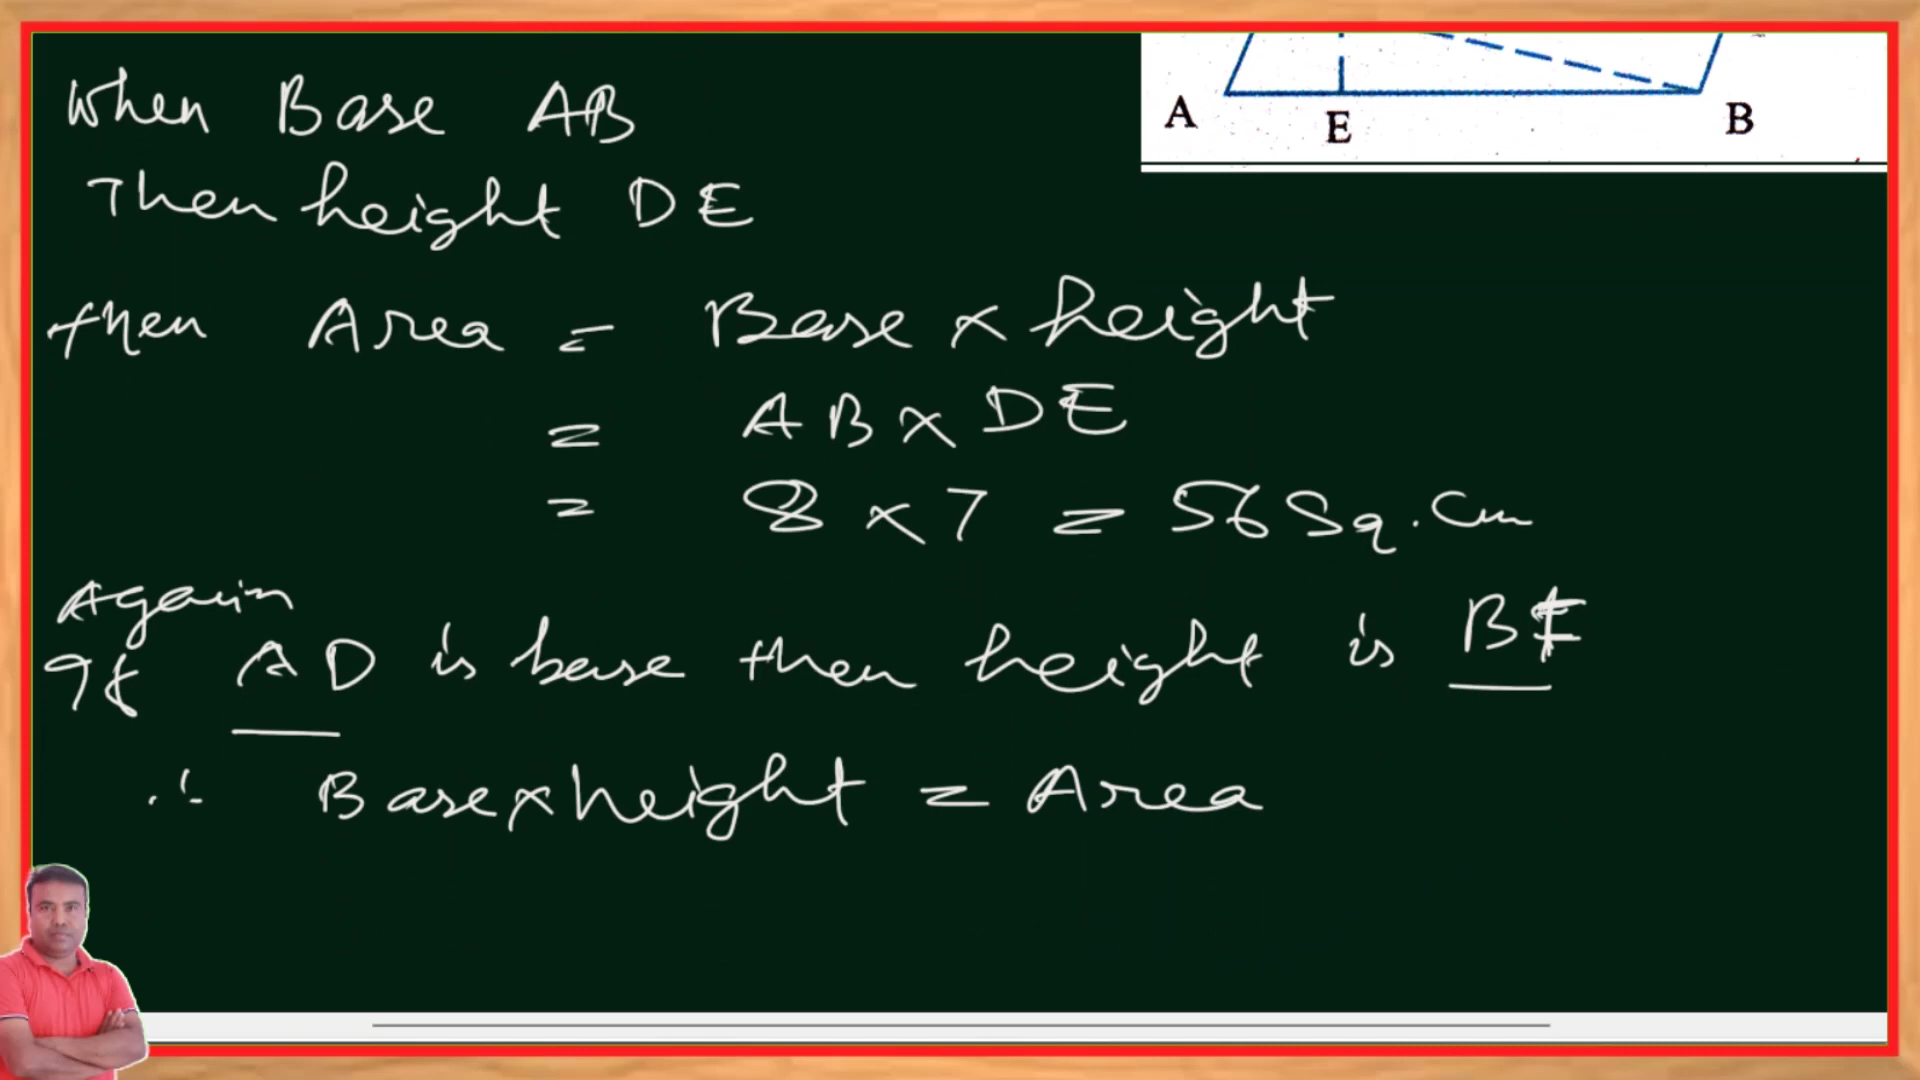 When Base AB
Then height DE
then Area = Base × height
= AB × DE
= 8 × 7 = 56 Sq. Cm
Again
If AD is base then height is BF
∴ Base × height = Area
A E B